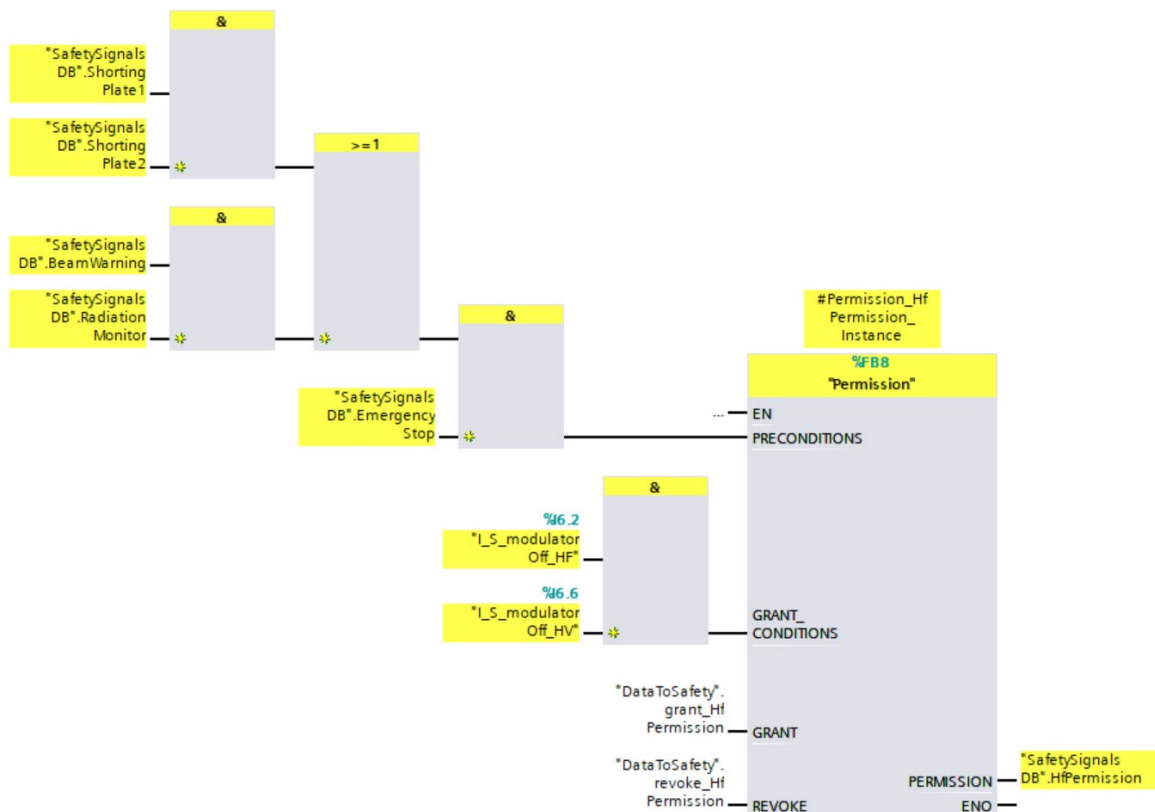 &
"SafetySignals
DB".Shorting
Plate1
"SafetySignals
DB".Shorting
Plate2
>=1
&
"SafetySignals
DB".BeamWarning
"SafetySignals
DB".Radiation
Monitor
&
"SafetySignals
DB".Emergency
Stop
#Permission_Hf
Permission_
Instance
%FB8
"Permission"
... EN
PRECONDITIONS
&
%I6.2
"I_S_modulator
Off_HF"
%I6.6
"I_S_modulator
Off_HV"
GRANT_
CONDITIONS
"DataToSafety".
grant_Hf
Permission
GRANT
"DataToSafety".
revoke_Hf
Permission
REVOKE
PERMISSION
ENO
"SafetySignals
DB".HfPermission